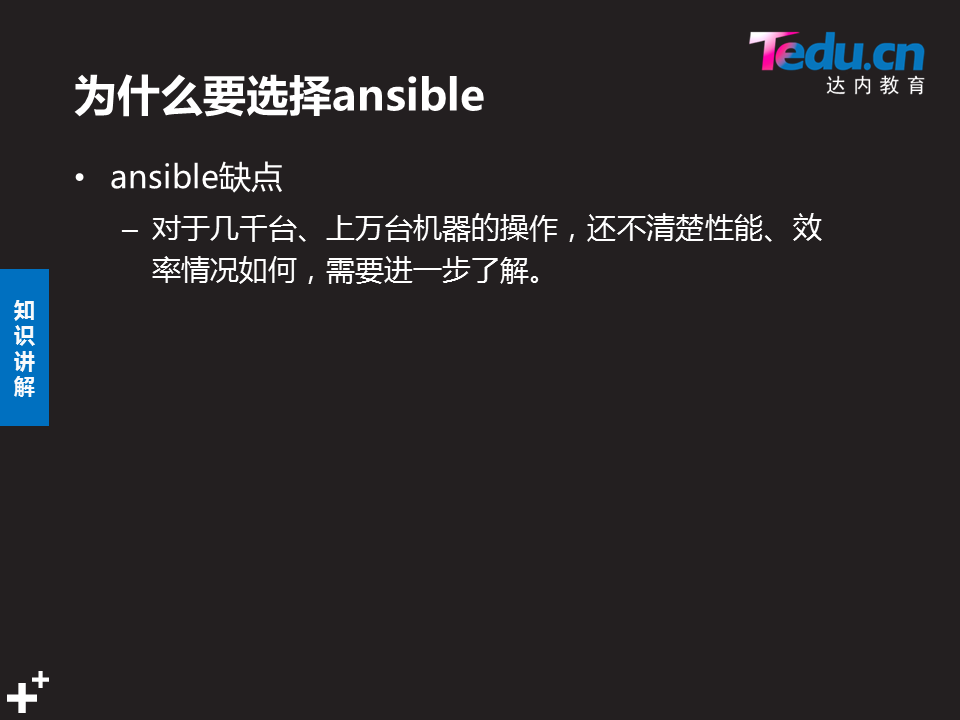 Tedu.cn
达内教育
为什么要选择ansible
• ansible缺点
– 对于几千台、上万台机器的操作，还不清楚性能、效
率情况如何，需要进一步了解。
知
识
讲
解